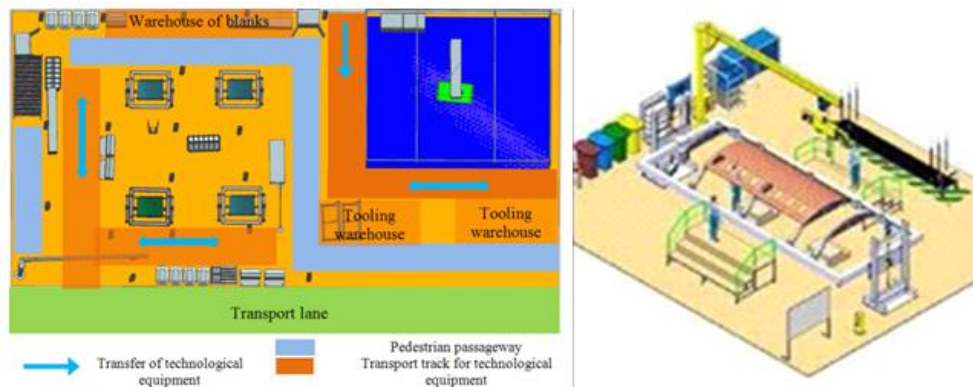 Warehouse of blanks
Tooling
warehouse
Tooling
warehouse
Transport lane
Transfer of technological
equipment
Pedestrian passageway
Transport track for technological
equipment